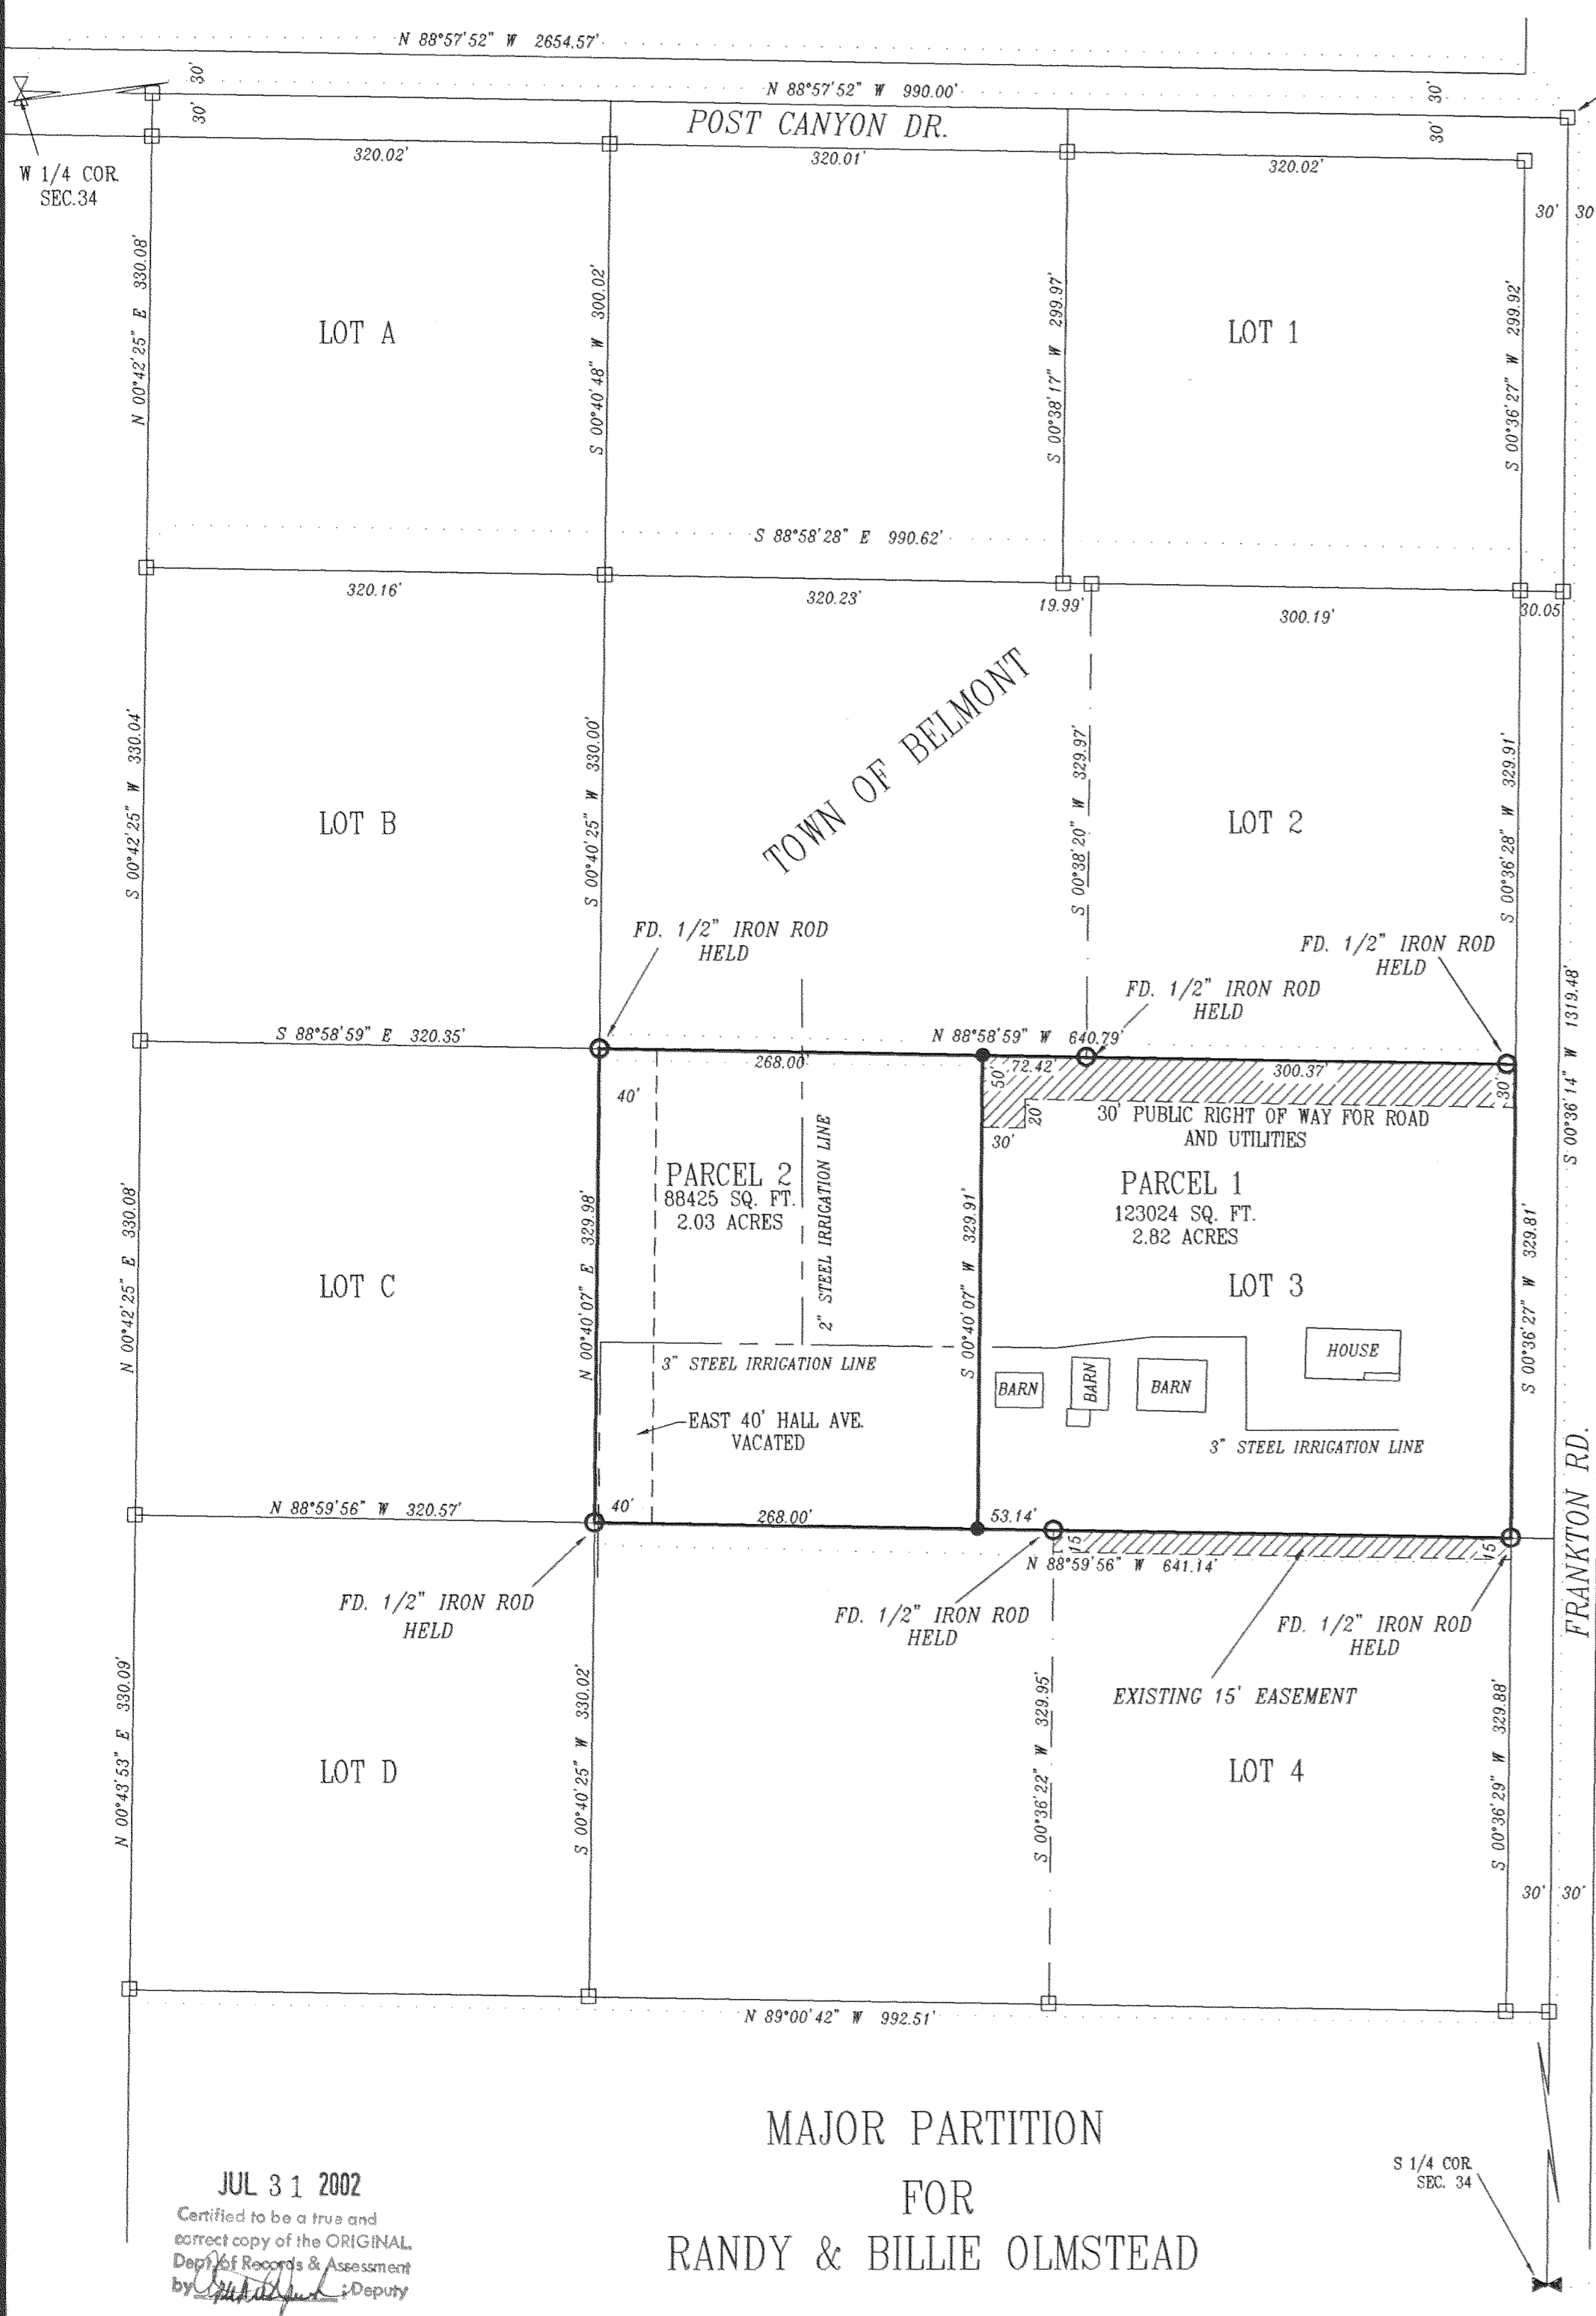 N 88°57'52" W 2654.57'
30'
30'
N 88°57'52" W 990.00'
30'
30'
POST CANYON DR.
320.02'
320.01'
320.02'
W 1/4 COR.
SEC.34
30'
30
N 00°42'25" E 330.08'
S 00°40'48" W 300.02'
S 00°38'17" W 299.97'
S 00°36'27" W 299.92'
LOT A
LOT 1
S 88°58'28" E 990.62'
320.16'
320.23'
19.99'
300.19'
30.05
TOWN OF BELMONT
S 00°42'25" W 330.04'
S 00°40'25" W 330.00'
S 00°38'20" W 329.97'
S 00°36'28" W 329.91'
LOT B
LOT 2
FD. 1/2" IRON ROD
HELD
FD. 1/2" IRON ROD
HELD
FD. 1/2" IRON ROD
HELD
S 00°36'14" W 1319.48'
S 88°58'59" E 320.35'
N 88°58'59" W 640.79'
268.00'
72.42'
300.37'
40'
50'
20'
30'
30'
30' PUBLIC RIGHT OF WAY FOR ROAD
AND UTILITIES
PARCEL 2
88425 SQ. FT.
2.03 ACRES
2" STEEL IRRIGATION LINE
PARCEL 1
123024 SQ. FT.
2.82 ACRES
N 00°42'25" E 330.08'
N 00°40'07" E 329.98'
S 00°40'07" W 329.91'
S 00°36'27" W 329.81'
LOT C
LOT 3
3" STEEL IRRIGATION LINE
HOUSE
BARN
BARN
BARN
EAST 40' HALL AVE.
VACATED
3" STEEL IRRIGATION LINE
FRANKTON RD.
N 88°59'56" W 320.57'
40'
268.00'
53.14'
15'
15'
N 88°59'56" W 641.14'
FD. 1/2" IRON ROD
HELD
FD. 1/2" IRON ROD
HELD
FD. 1/2" IRON ROD
HELD
EXISTING 15' EASEMENT
N 00°43'53" E 330.09'
S 00°40'25" W 330.02'
S 00°36'22" W 329.95'
S 00°36'29" W 329.88'
LOT D
LOT 4
30'
30'
N 89°00'42" W 992.51'
MAJOR PARTITION
FOR
RANDY & BILLIE OLMSTEAD
S 1/4 COR.
SEC. 34
JUL 31 2002
Certified to be a true and
correct copy of the ORIGINAL.
Dept. of Records & Assessment
by ; Deputy